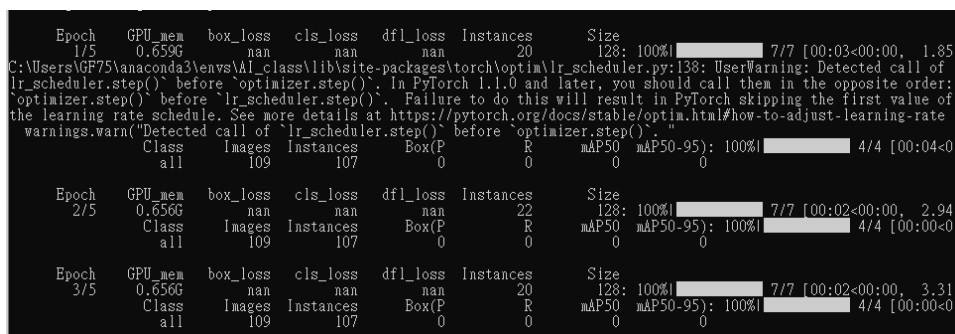 Epoch GPU_mem box_loss cls_loss dfl_loss Instances Size
1/5 0.659G nan nan nan 20 128: 100%| 7/7 [00:03<00:00, 1.85
C:\Users\GF75\anaconda3\envs\AI_class\lib\site-packages\torch\optim\lr_scheduler.py:138: UserWarning: Detected call of
`lr_scheduler.step()` before `optimizer.step()`. In PyTorch 1.1.0 and later, you should call them in the opposite order:
`optimizer.step()` before `lr_scheduler.step()`. Failure to do this will result in PyTorch skipping the first value of
the learning rate schedule. See more details at https://pytorch.org/docs/stable/optim.html#how-to-adjust-learning-rate
warnings.warn("Detected call of `lr_scheduler.step()` before `optimizer.step()`. "
Class Images Instances Box(P R mAP50 mAP50-95): 100%| 4/4 [00:04<0
all 109 107 0 0 0 0
Epoch GPU_mem box_loss cls_loss dfl_loss Instances Size
2/5 0.656G nan nan nan 22 128: 100%| 7/7 [00:02<00:00, 2.94
Class Images Instances Box(P R mAP50 mAP50-95): 100%| 4/4 [00:00<0
all 109 107 0 0 0 0
Epoch GPU_mem box_loss cls_loss dfl_loss Instances Size
3/5 0.656G nan nan nan 20 128: 100%| 7/7 [00:02<00:00, 3.31
Class Images Instances Box(P R mAP50 mAP50-95): 100%| 4/4 [00:00<0
all 109 107 0 0 0 0